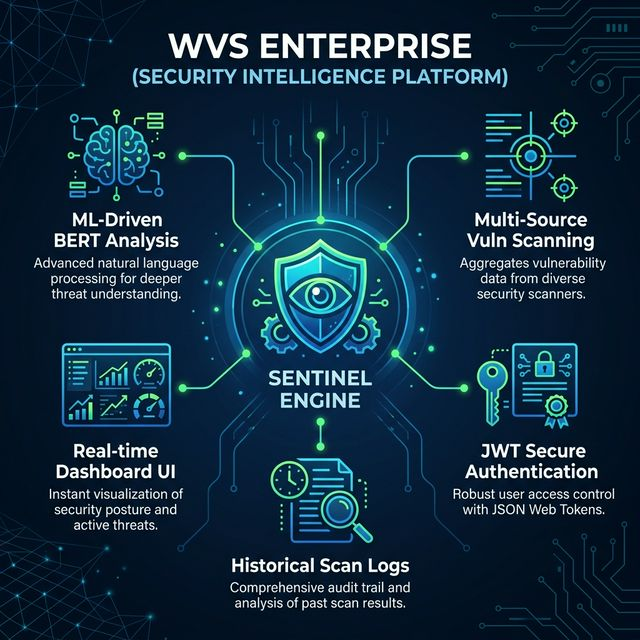 WVS ENTERPRISE
(SECURITY INTELLIGENCE PLATFORM)
ML-Driven
BERT Analysis
Advanced natural language
processing for deeper
threat understanding.
Multi-Source
Vuln Scanning
Aggregates vulnerability
data from diverse
security scanners.
SENTINEL
ENGINE
Real-time
Dashboard UI
Instant visualization of
security posture and
active threats.
JWT Secure
Authentication
Robust user access control
with JSON Web Tokens.
Historical Scan Logs
Comprehensive audit trail and
analysis of past scan results.